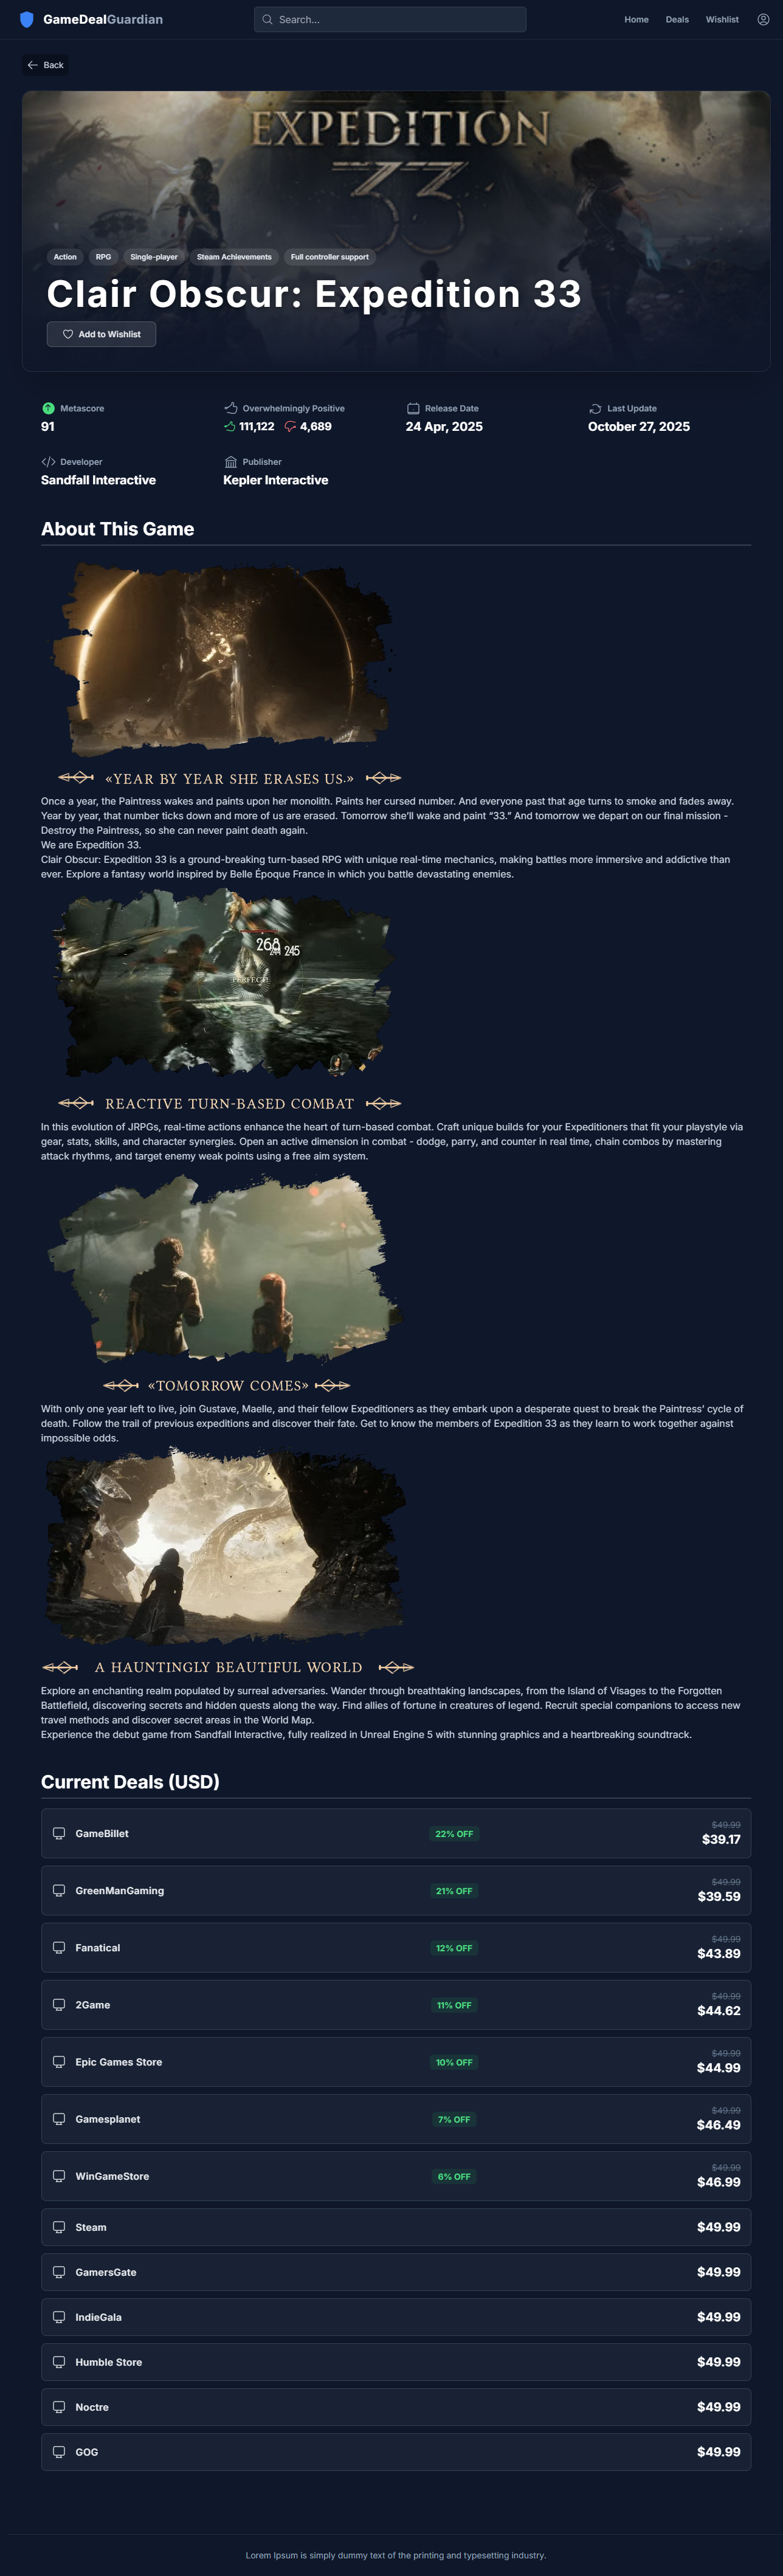 GameDealGuardian
Search...
Home
Deals
Wishlist
Back
EXPEDITION
33
Action
RPG
Single-player
Steam Achievements
Full controller support
Clair Obscur: Expedition 33
Add to Wishlist
Metascore
91
Overwhelmingly Positive
111,122
4,689
Release Date
24 Apr, 2025
Last Update
October 27, 2025
Developer
Sandfall Interactive
Publisher
Kepler Interactive
About This Game
«YEAR BY YEAR SHE ERASES US.»
Once a year, the Paintress wakes and paints upon her monolith. Paints her cursed number. And everyone past that age turns to smoke and fades away.
Year by year, that number ticks down and more of us are erased. Tomorrow she’ll wake and paint “33.” And tomorrow we depart on our final mission -
Destroy the Paintress, so she can never paint death again.
We are Expedition 33.
Clair Obscur: Expedition 33 is a ground-breaking turn-based RPG with unique real-time mechanics, making battles more immersive and addictive than
ever. Explore a fantasy world inspired by Belle Époque France in which you battle devastating enemies.
268
244 245
PERFECT!
REACTIVE TURN-BASED COMBAT
In this evolution of JRPGs, real-time actions enhance the heart of turn-based combat. Craft unique builds for your Expeditioners that fit your playstyle via
gear, stats, skills, and character synergies. Open an active dimension in combat - dodge, parry, and counter in real time, chain combos by mastering
attack rhythms, and target enemy weak points using a free aim system.
«TOMORROW COMES»
With only one year left to live, join Gustave, Maelle, and their fellow Expeditioners as they embark upon a desperate quest to break the Paintress’ cycle of
death. Follow the trail of previous expeditions and discover their fate. Get to know the members of Expedition 33 as they learn to work together against
impossible odds.
A HAUNTINGLY BEAUTIFUL WORLD
Explore an enchanting realm populated by surreal adversaries. Wander through breathtaking landscapes, from the Island of Visages to the Forgotten
Battlefield, discovering secrets and hidden quests along the way. Find allies of fortune in creatures of legend. Recruit special companions to access new
travel methods and discover secret areas in the World Map.
Experience the debut game from Sandfall Interactive, fully realized in Unreal Engine 5 with stunning graphics and a heartbreaking soundtrack.
Current Deals (USD)
GameBillet
22% OFF
$49.99
$39.17
GreenManGaming
21% OFF
$49.99
$39.59
Fanatical
12% OFF
$49.99
$43.89
2Game
11% OFF
$49.99
$44.62
Epic Games Store
10% OFF
$49.99
$44.99
Gamesplanet
7% OFF
$49.99
$46.49
WinGameStore
6% OFF
$49.99
$46.99
Steam
$49.99
GamersGate
$49.99
IndieGala
$49.99
Humble Store
$49.99
Noctre
$49.99
GOG
$49.99
Lorem Ipsum is simply dummy text of the printing and typesetting industry.